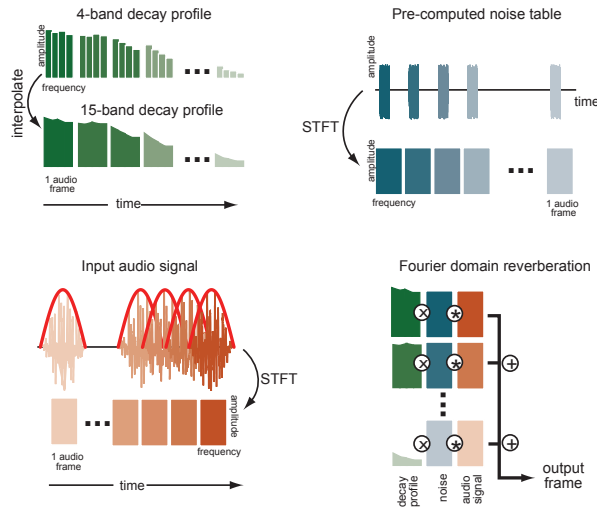 4-band decay profile
amplitude
frequency
interpolate
15-band decay profile
1 audio
frame
time
Pre-computed noise table
amplitude
time
STFT
amplitude
frequency
1 audio
frame
Input audio signal
STFT
amplitude
frequency
1 audio
frame
time
Fourier domain reverberation
x
*
x
*
+
x
*
+
decay
profile
noise
audio
signal
output
frame